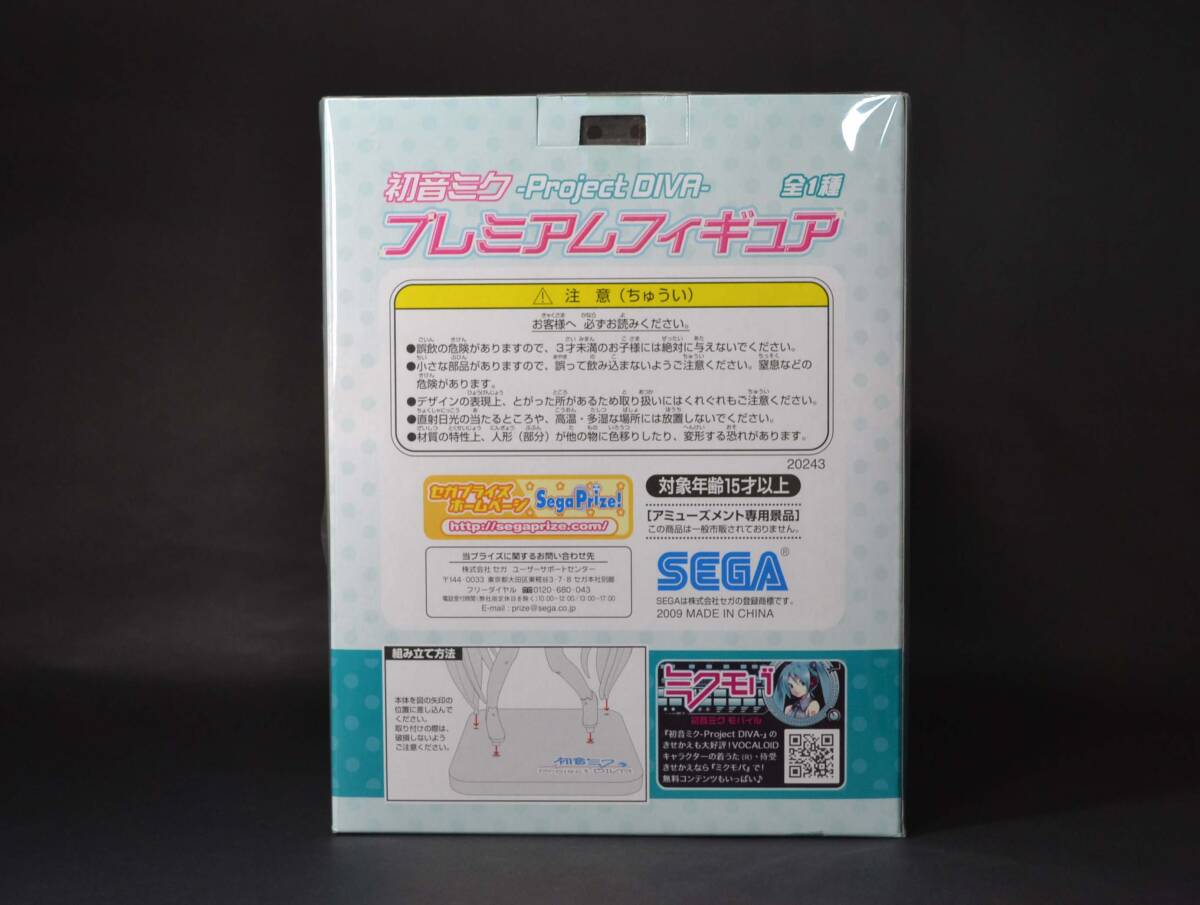 初音ミク -Project DIVA- 全1種
プレミアムフィギュア
⚠ 注 意（ちゅうい）
お客様へ 必ずお読みください。
●誤飲の危険がありますので、3才未満のお子様には絶対に与えないでください。
●小さな部品がありますので、誤って飲み込まないようご注意ください。窒息などの
危険があります。
●デザインの表現上、とがった所があるため取り扱いにはくれぐれもご注意ください。
●直射日光の当たるところや、高温・多湿な場所には放置しないでください。
●材質の特性上、人形（部分）が他の物に色移りしたり、変形する恐れがあります。
20243
セガプライズ
ホームページ
SegaPrize!
http://segaprize.com/
対象年齢15才以上
［アミューズメント専用景品］
この商品は一般市販されておりません。
当プライズに関するお問い合わせ先
株式会社 セガ ユーザーサポートセンター
〒144-0033 東京都大田区東糀谷3-7-8 セガ本社別館
フリーダイヤル 0120-680-043
電話受付時間(弊社指定休日を除く)10:00-12:00/13:00-17:00
E-mail : prize@sega.co.jp
SEGA®
SEGAは株式会社セガの登録商標です。
2009 MADE IN CHINA
組み立て方法
本体を図の矢印の
位置に差し込んで
ください。
取り付けの際は、
破損しないよう
ご注意ください。
初音ミク
Project DIVA
ミクモバ
初音ミク モバイル
『初音ミク-Project DIVA-』の
きせかえも大好評！VOCALOID
キャラクターの着うた(R)・待受
きせかえなら『ミクモバ』で！
無料コンテンツもいっぱい♪